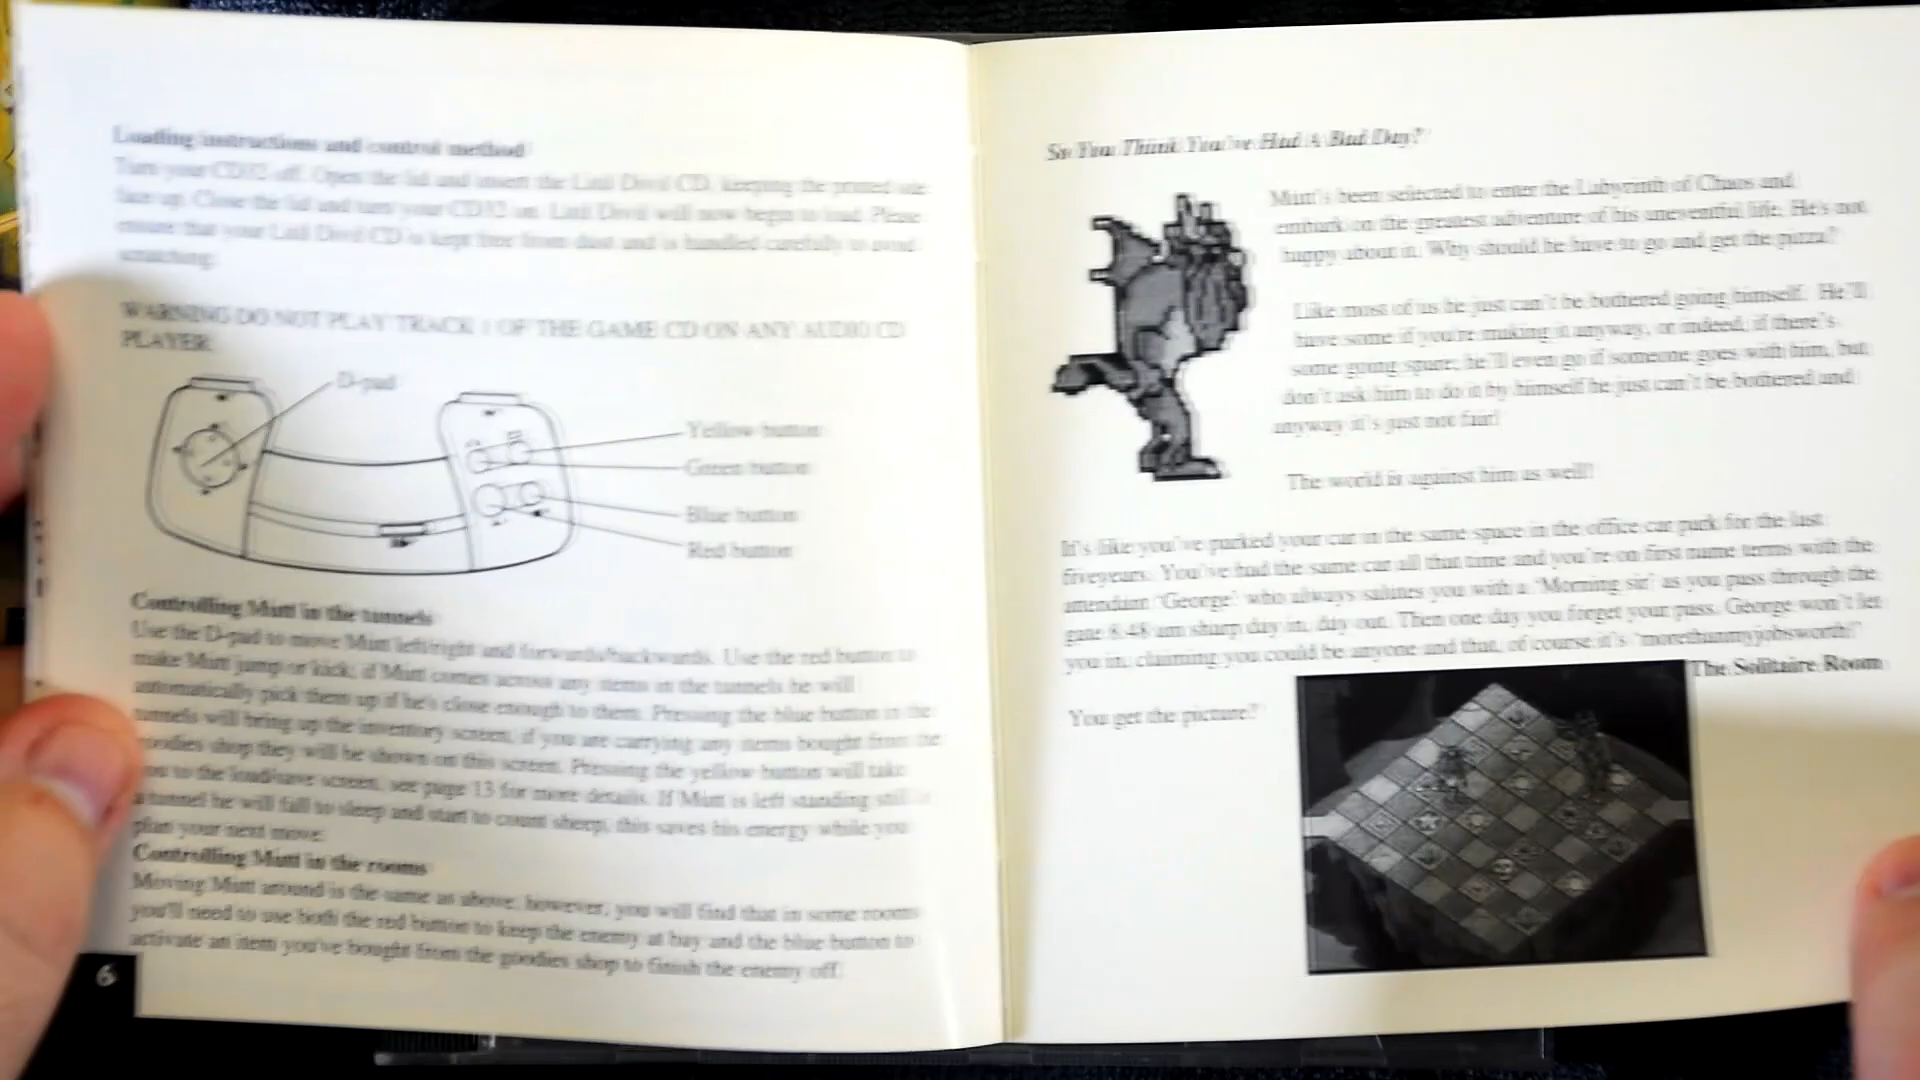 Loading instructions and control method
Turn your CD32 off. Open the lid and insert the Litil Divil CD, keeping the printed side
face up. Close the lid and turn your CD32 on. Litil Divil will now begin to load. Please
ensure that your Litil Divil CD is kept free from dust and is handled carefully to avoid
scratching.
WARNING DO NOT PLAY TRACK 1 OF THE GAME CD ON ANY AUDIO CD
PLAYER.
D-pad
Yellow button
Green button
Blue button
Red button
Controlling Mutt in the tunnels
Use the D-pad to move Mutt left/right and forwards/backwards. Use the red button to
make Mutt jump or kick, if Mutt comes across any items in the tunnels he will
automatically pick them up if he's close enough to them. Pressing the blue button in the
tunnels will bring up the inventory screen, if you are carrying any items bought from the
goodies shop they will be shown on this screen. Pressing the yellow button will take
you to the load/save screen, see page 13 for more details. If Mutt is left standing still in
a tunnel he will fall to sleep and start to count sheep, this saves his energy while you
plan your next move.
Controlling Mutt in the rooms
Moving Mutt around is the same as above, however, you will find that in some rooms
you'll need to use both the red button to keep the enemy at bay and the blue button to
activate an item you've bought from the goodies shop to finish the enemy off.
6
So You Think You've Had A Bad Day?
Mutt's been selected to enter the Labyrinth of Chaos and
embark on the greatest adventure of his uneventful life. He's not
happy about it. Why should he have to go and get the pizza?
Like most of us he just can't be bothered going himself. He'll
have some if you're making it anyway, or indeed, if there's
some going spare; he'll even go if someone goes with him, but
don't ask him to do it by himself he just can't be bothered and
anyway it's just not fair!
The world is against him as well!
It's like you've parked your car in the same space in the office car park for the last
fiveyears. You've had the same car all that time and you're on first name terms with the
attendant 'George' who always salutes you with a 'Morning sir' as you pass through the
gate 8.48 am sharp day in, day out. Then one day you forget your pass. George won't let
you in, claiming you could be anyone and that, of course it's 'morethanmyjobsworth!'
The Solitaire Room
You get the picture?